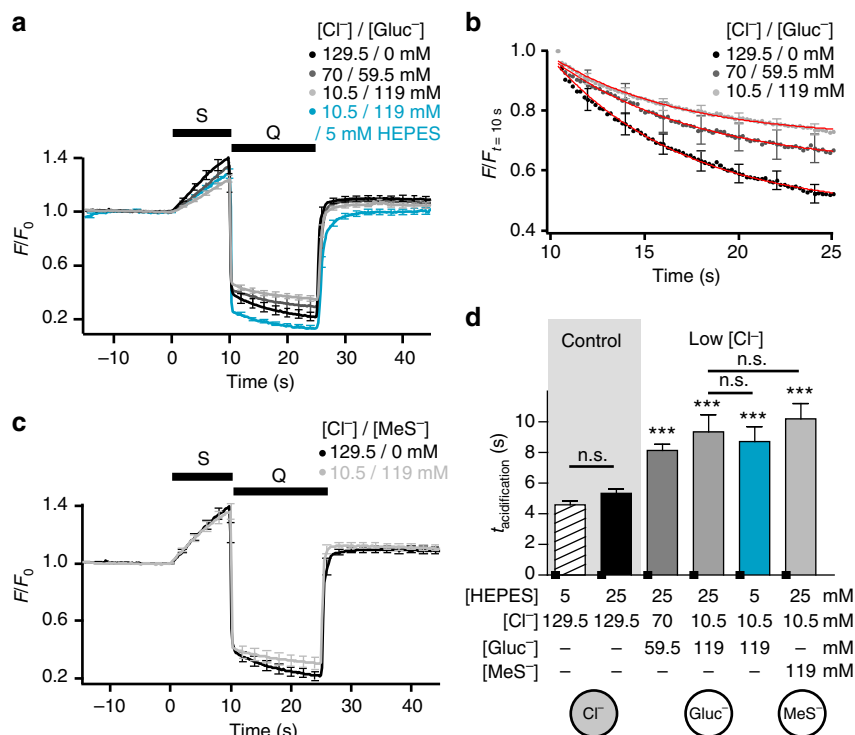 a
[Cl⁻] / [Gluc⁻]
129.5 / 0 mM
70 / 59.5 mM
10.5 / 119 mM
10.5 / 119 mM
/ 5 mM HEPES
S
Q
1.4
1.0
0.6
0.2
F/F₀
−10 0 10 20 30 40
Time (s)
b
[Cl⁻] / [Gluc⁻]
129.5 / 0 mM
70 / 59.5 mM
10.5 / 119 mM
1.0
0.8
0.6
0.4
F/Fₜ ₌ ₁₀ ₛ
10 15 20 25
Time (s)
c
[Cl⁻] / [MeS⁻]
129.5 / 0 mM
10.5 / 119 mM
S
Q
1.4
1.0
0.6
0.2
F/F₀
−10 0 10 20 30 40
Time (s)
d
Control
Low [Cl⁻]
n.s.
n.s.
n.s.
*** *** *** ***
10
8
6
4
2
0
t acidification (s)
[HEPES] 5 25 25 25 5 25 mM
[Cl⁻] 129.5 129.5 70 10.5 10.5 10.5 mM
[Gluc⁻] – – 59.5 119 119 – mM
[MeS⁻] – – – – – 119 mM
Cl⁻ Gluc⁻ MeS⁻